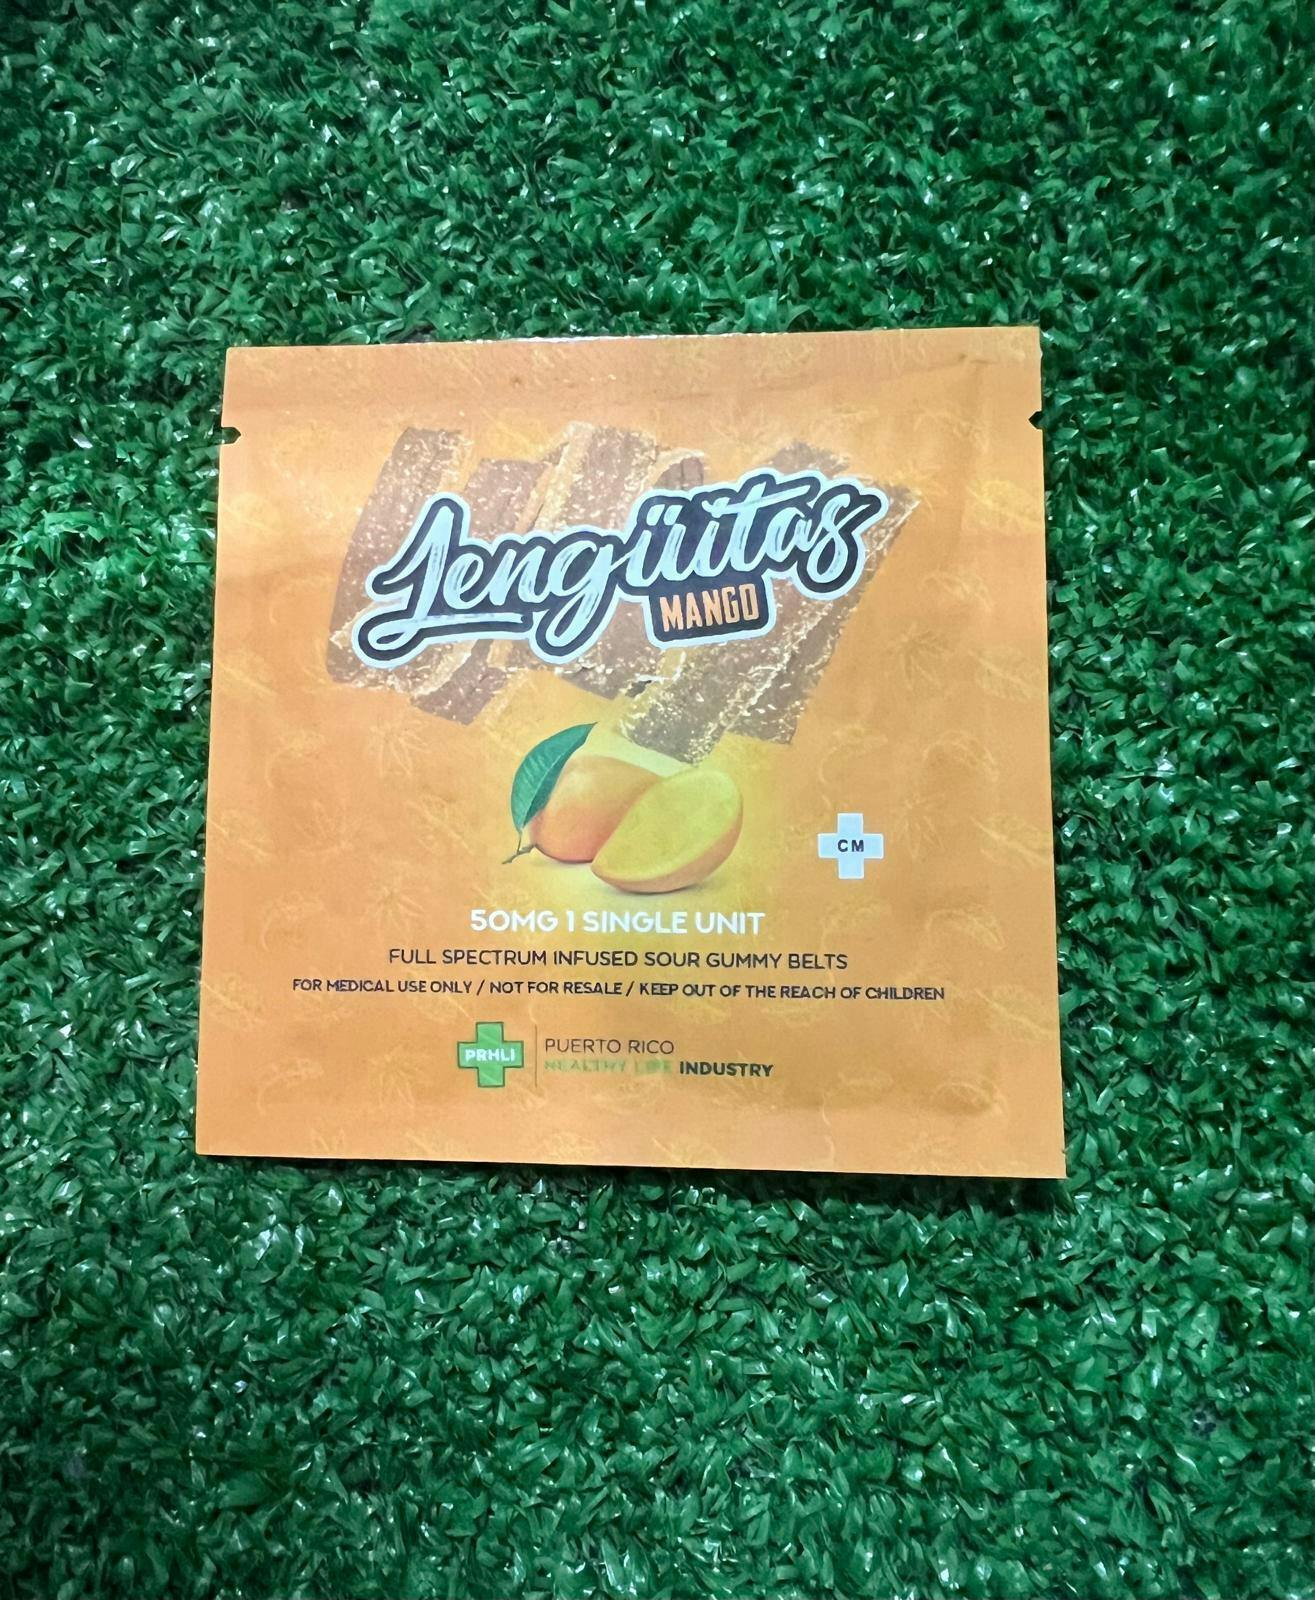 Lengüitas
MANGO
CM
50MG 1 SINGLE UNIT
FULL SPECTRUM INFUSED SOUR GUMMY BELTS
FOR MEDICAL USE ONLY / NOT FOR RESALE / KEEP OUT OF THE REACH OF CHILDREN
PRHLI
PUERTO RICO
HEALTHY LIFE INDUSTRY